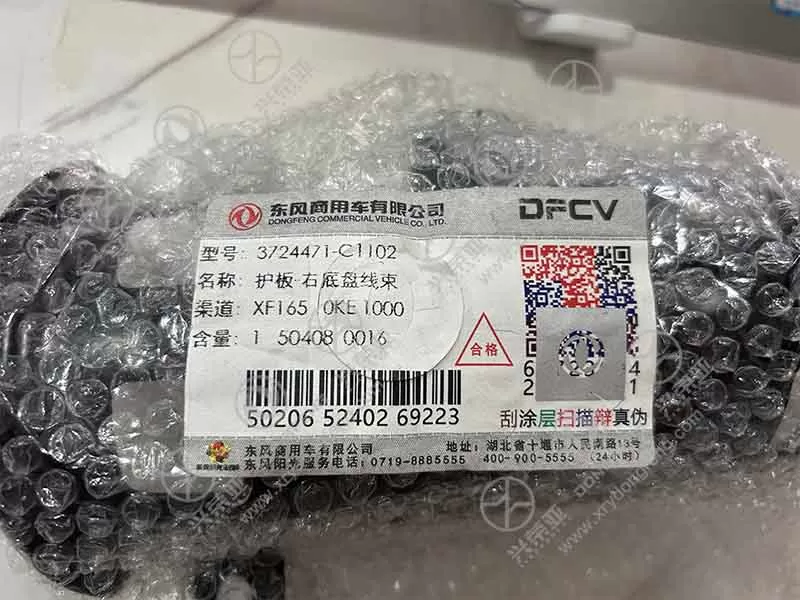 东风商用车有限公司
DONGFENG COMMERCIAL VEHICLE CO., LTD.
DFCV
型号: 3724471-C1102
名称: 护板-右底盘线束
渠道: XF165 0KE1000
含量: 1 50408 0016
合格
50206 52402 69223
刮涂层扫描辩真伪
东风商用车有限公司
地址: 湖北省十堰市人民南路13号
东风阳光服务电话: 0719-8885555 400-900-5555 (24小时)
兴宗亚